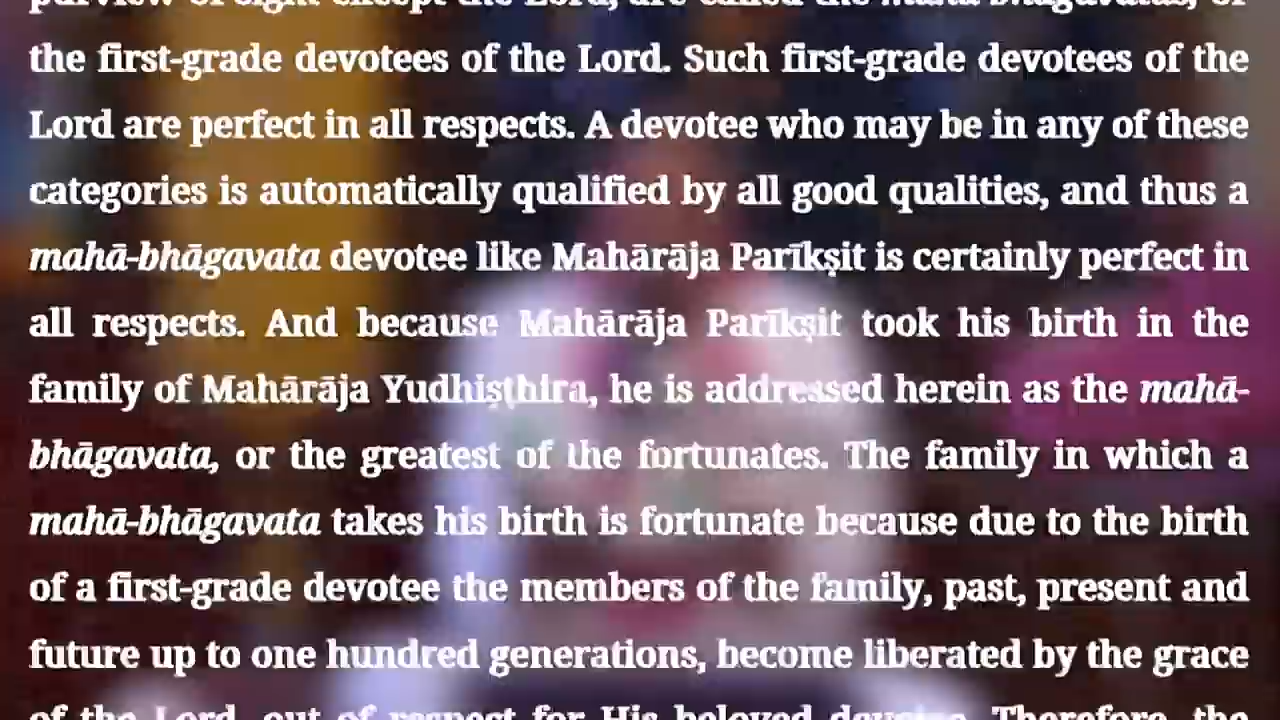 purview of sight except the Lord, are called the mahā-bhāgavatas, or
the first-grade devotees of the Lord. Such first-grade devotees of the
Lord are perfect in all respects. A devotee who may be in any of these
categories is automatically qualified by all good qualities, and thus a
mahā-bhāgavata devotee like Mahārāja Parīkṣit is certainly perfect in
all respects. And because Mahārāja Parīkṣit took his birth in the
family of Mahārāja Yudhiṣṭhira, he is addressed herein as the mahā-
bhāgavata, or the greatest of the fortunates. The family in which a
mahā-bhāgavata takes his birth is fortunate because due to the birth
of a first-grade devotee the members of the family, past, present and
future up to one hundred generations, become liberated by the grace
of the Lord, out of respect for His beloved devotee. Therefore, the